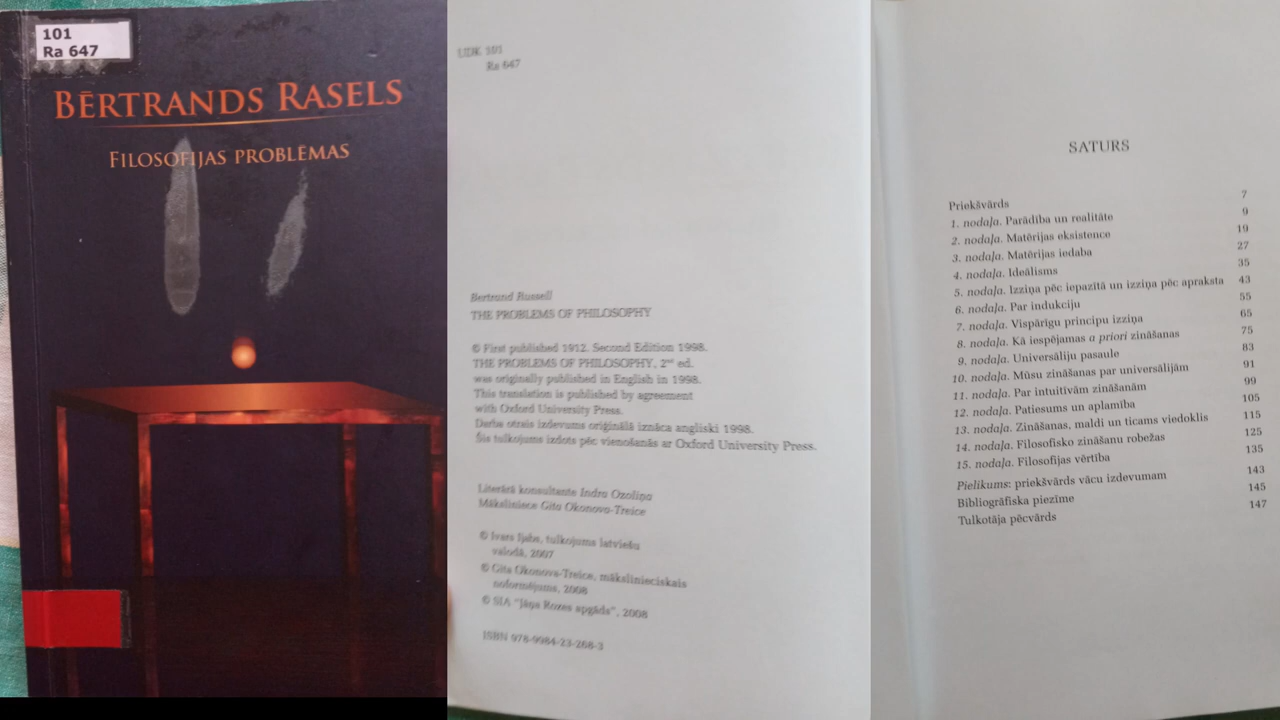 101
Ra 647
BĒRTRANDS RASELS
FILOSOFIJAS PROBLĒMAS
UDK 101
Ra 647
Bertrand Russell
THE PROBLEMS OF PHILOSOPHY
© First published 1912. Second Edition 1998.
THE PROBLEMS OF PHILOSOPHY, 2nd ed.
was originally published in English in 1998.
This translation is published by agreement
with Oxford University Press.
Darba otrais izdevums oriģinālā iznāca angliski 1998.
Šis tulkojums izdots pēc vienošanās ar Oxford University Press.
Literārā konsultante Indra Ozoliņa
Māksliniece Gita Okonova-Treice
© Ivars Ijabs, tulkojums latviešu
valodā, 2007
© Gita Okonova-Treice, mākslinieciskais
noformējums, 2008
© SIA "Jāņa Rozes apgāds", 2008
ISBN 978-9984-23-268-3
SATURS
Priekšvārds 7
1. nodaļa. Parādība un realitāte 9
2. nodaļa. Matērijas eksistence 19
3. nodaļa. Matērijas iedaba 27
4. nodaļa. Ideālisms 35
5. nodaļa. Izziņa pēc iepazītā un izziņa pēc apraksta 43
6. nodaļa. Par indukciju 55
7. nodaļa. Vispārīgu principu izziņa 65
8. nodaļa. Kā iespējamas a priori zināšanas 75
9. nodaļa. Universāliju pasaule 83
10. nodaļa. Mūsu zināšanas par universālijām 91
11. nodaļa. Par intuitīvām zināšanām 99
12. nodaļa. Patiesums un aplamība 105
13. nodaļa. Zināšanas, maldi un ticams viedoklis 115
14. nodaļa. Filosofisko zināšanu robežas 125
15. nodaļa. Filosofijas vērtība 135
Pielikums: priekšvārds vācu izdevumam 143
Bibliogrāfiska piezīme 145
Tulkotāja pēcvārds 147